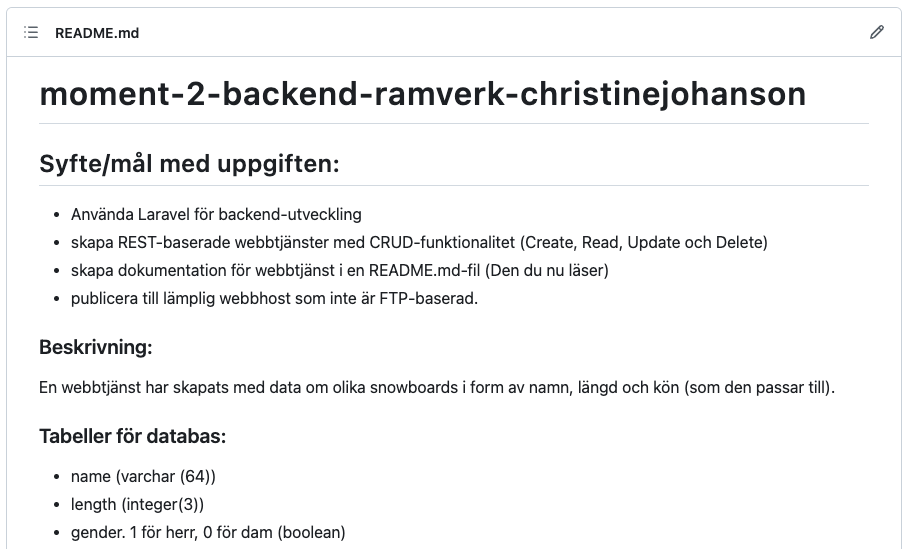 README.md
moment-2-backend-ramverk-christinejohanson
Syfte/mål med uppgiften:
Använda Laravel för backend-utveckling
skapa REST-baserade webbtjänster med CRUD-funktionalitet (Create, Read, Update och Delete)
skapa dokumentation för webbtjänst i en README.md-fil (Den du nu läser)
publicera till lämplig webbhost som inte är FTP-baserad.
Beskrivning:
En webbtjänst har skapats med data om olika snowboards i form av namn, längd och kön (som den passar till).
Tabeller för databas:
name (varchar (64))
length (integer(3))
gender. 1 för herr, 0 för dam (boolean)